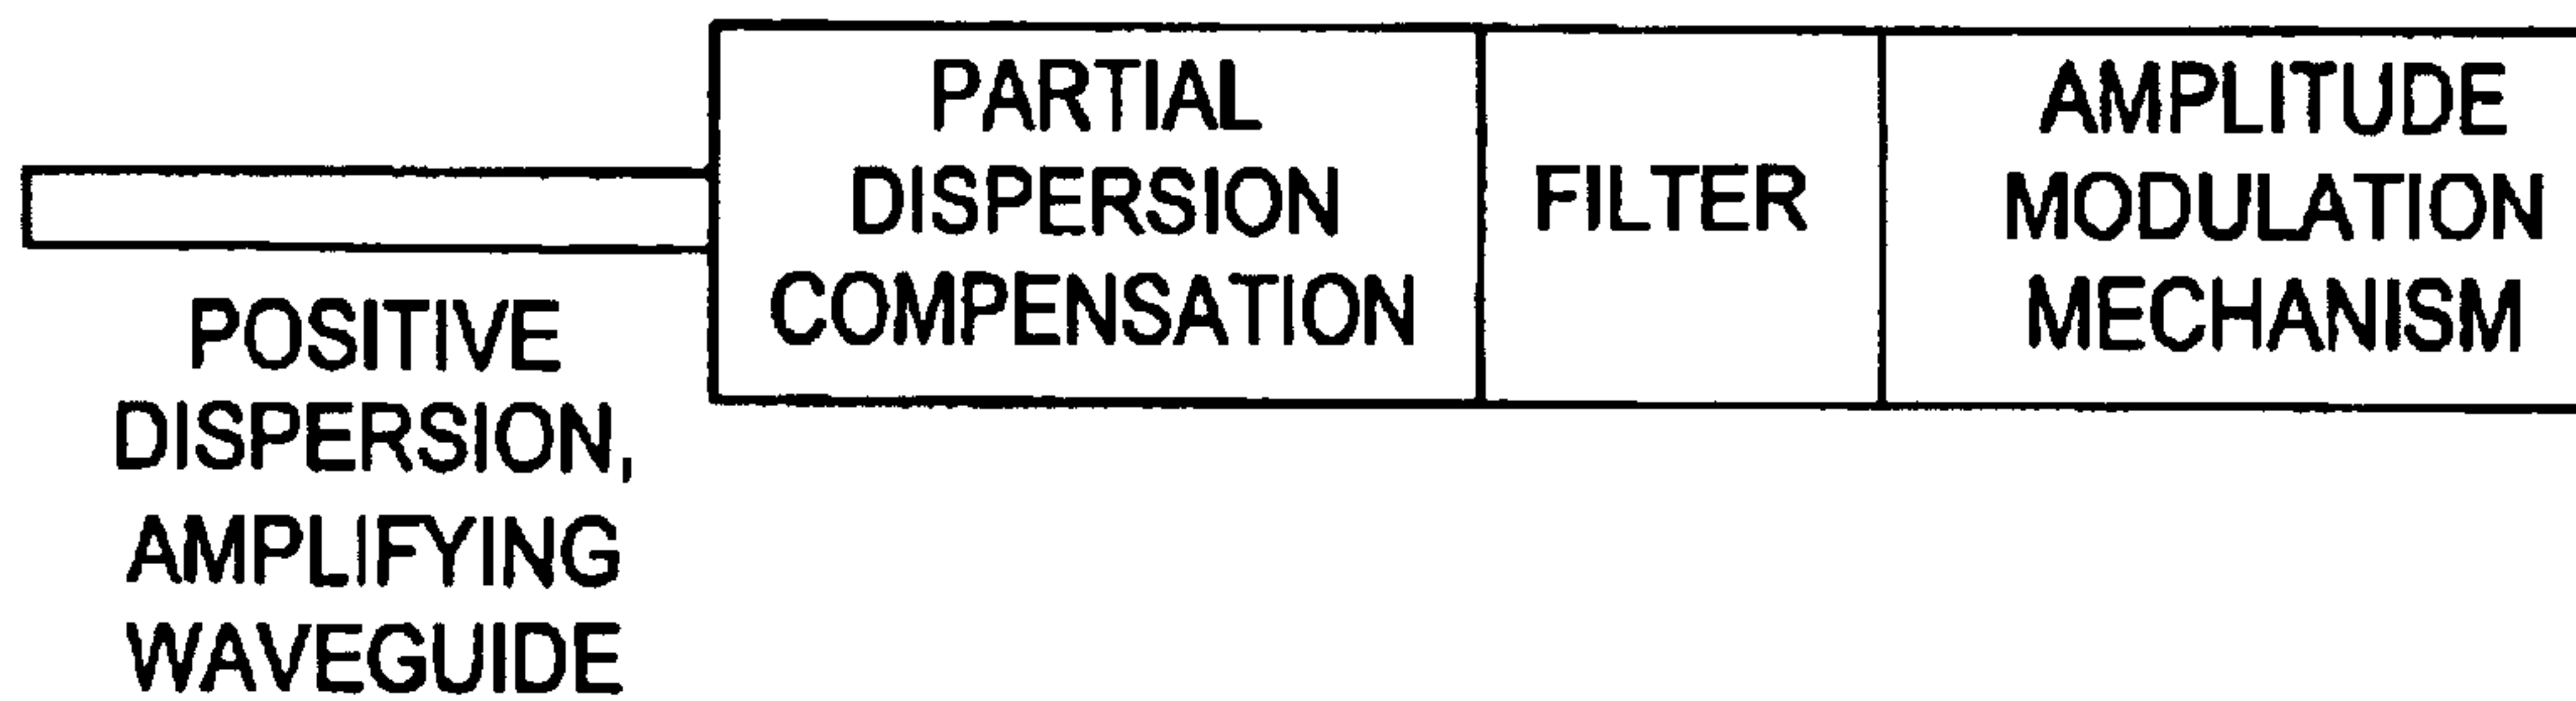 PARTIAL
DISPERSION
COMPENSATION
FILTER
AMPLITUDE
MODULATION
MECHANISM
POSITIVE
DISPERSION,
AMPLIFYING
WAVEGUIDE